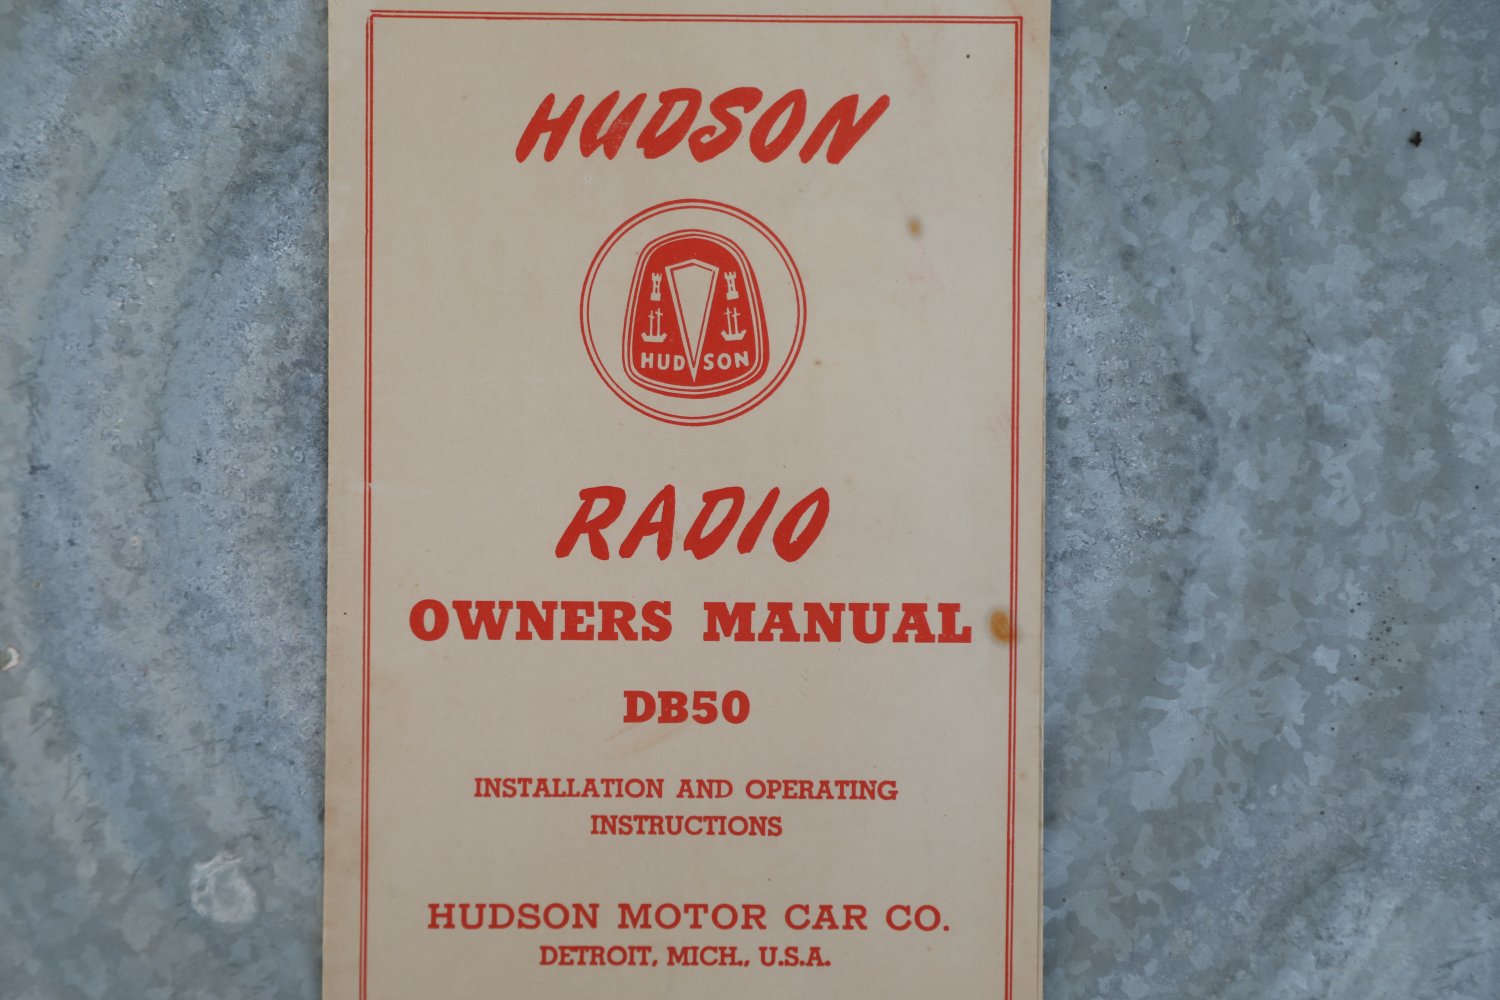 HUDSON
HUDSON
RADIO
OWNERS MANUAL
DB50
INSTALLATION AND OPERATING
INSTRUCTIONS
HUDSON MOTOR CAR CO.
DETROIT, MICH., U.S.A.